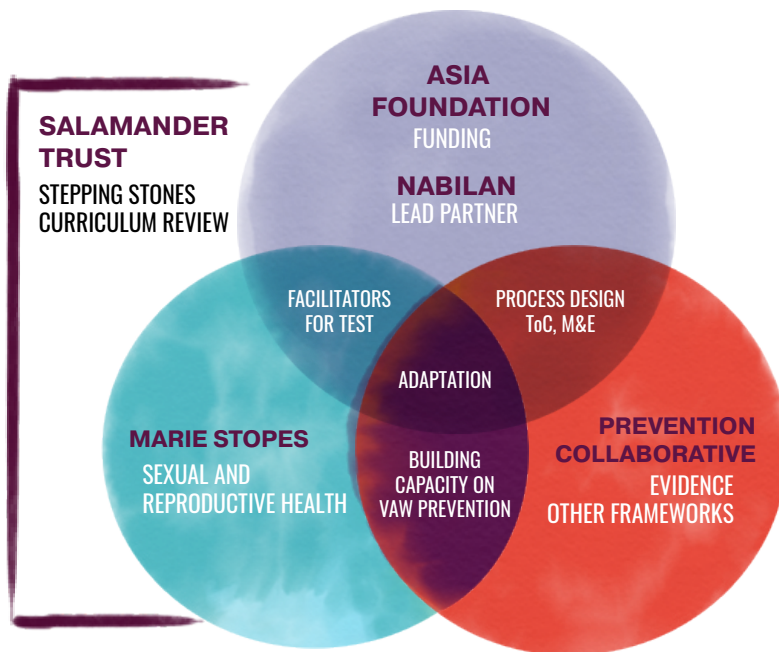 ASIA
FOUNDATION
FUNDING
NABILAN
LEAD PARTNER
SALAMANDER
TRUST
STEPPING STONES
CURRICULUM REVIEW
FACILITATORS
FOR TEST
PROCESS DESIGN
ToC, M&E
ADAPTATION
MARIE STOPES
SEXUAL AND
REPRODUCTIVE HEALTH
BUILDING
CAPACITY ON
VAW PREVENTION
PREVENTION
COLLABORATIVE
EVIDENCE
OTHER FRAMEWORKS